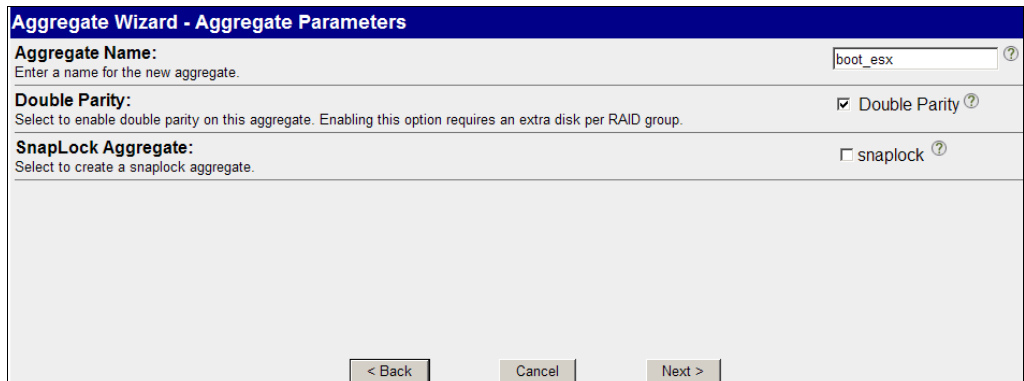 Aggregate Wizard - Aggregate Parameters
Aggregate Name:
Enter a name for the new aggregate.
boot_esx
Double Parity:
Select to enable double parity on this aggregate. Enabling this option requires an extra disk per RAID group.
Double Parity
SnapLock Aggregate:
Select to create a snaplock aggregate.
snaplock
< Back
Cancel
Next >